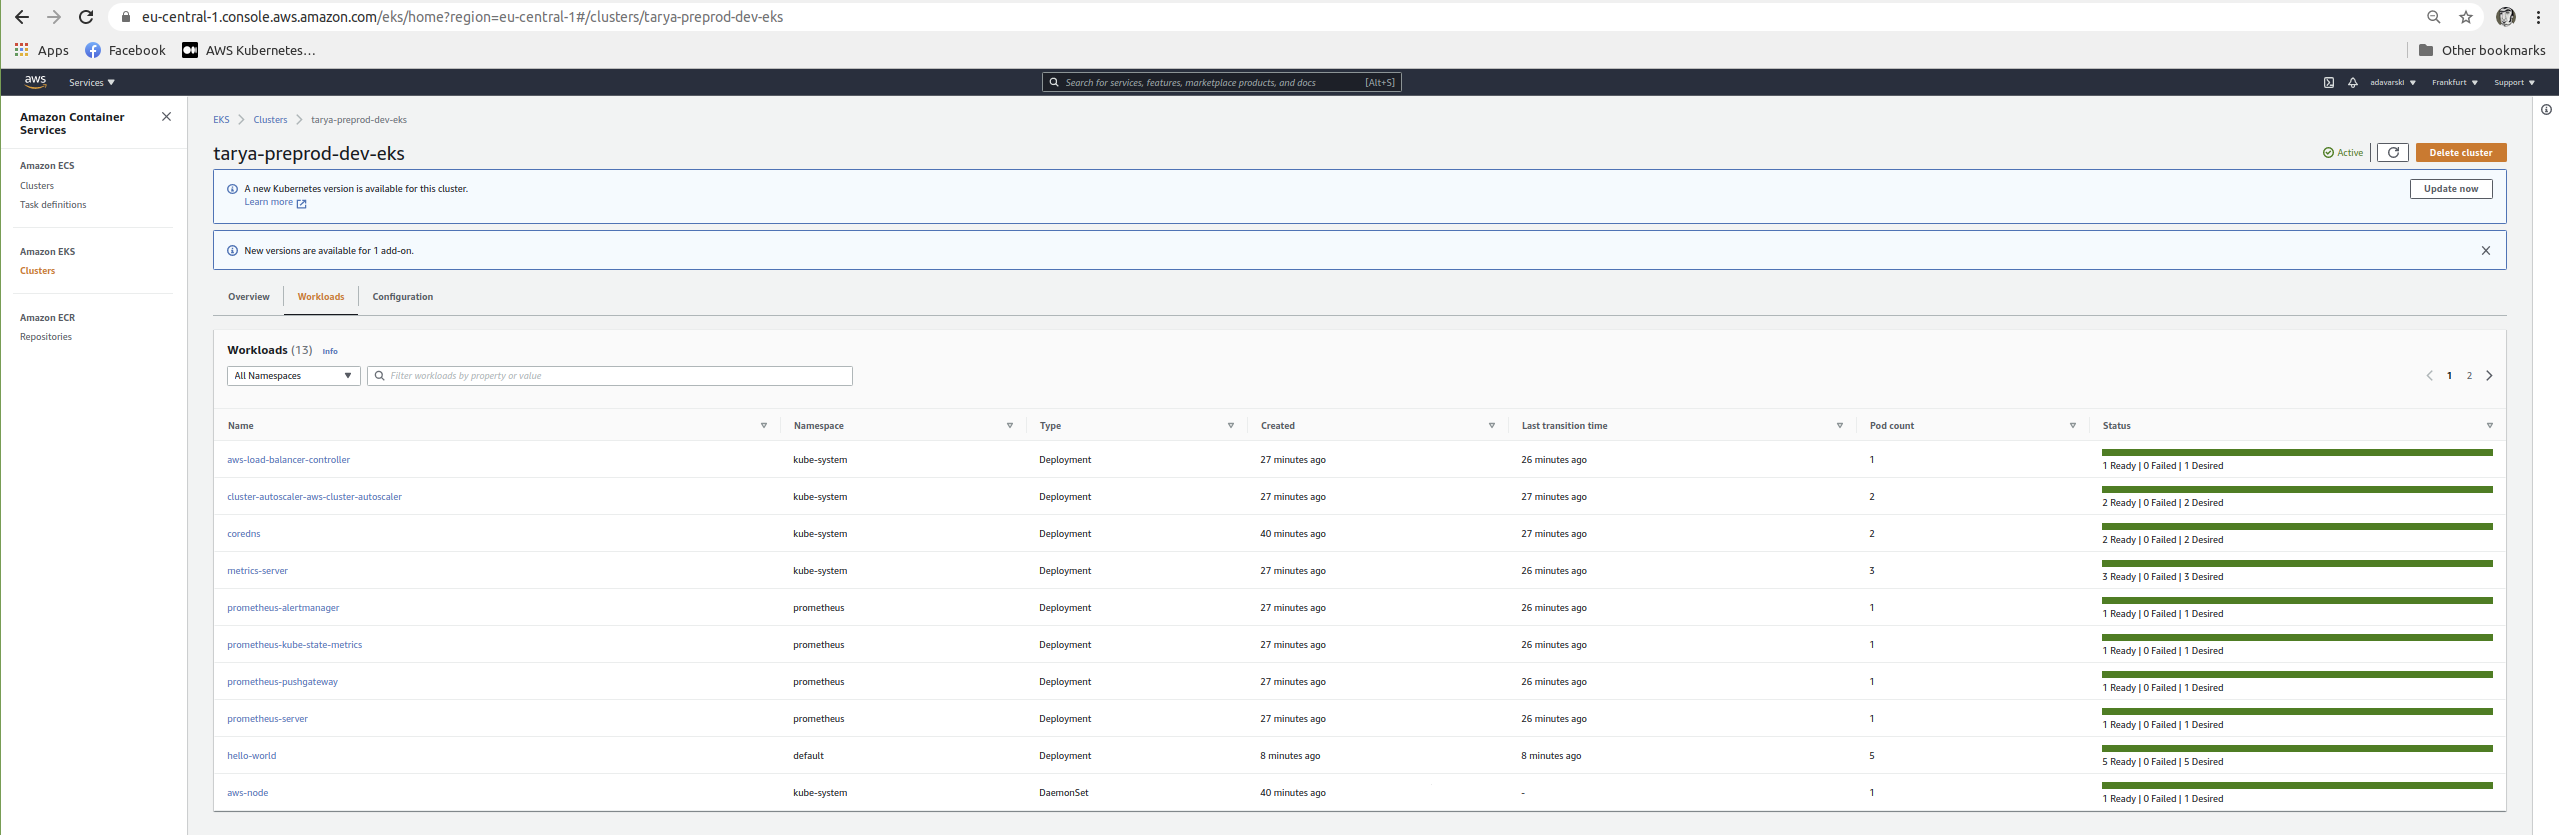 eu-central-1.console.aws.amazon.com/eks/home?region=eu-central-1#/clusters/tarya-preprod-dev-eks
Apps Facebook AWS Kubernetes... Other bookmarks
aws Services Search for services, features, marketplace products, and docs [Alt+S] adavarski Frankfurt Support
Amazon Container Services
Amazon ECS
Clusters
Task definitions
Amazon EKS
Clusters
Amazon ECR
Repositories
EKS Clusters tarya-preprod-dev-eks
tarya-preprod-dev-eks Active Delete cluster
A new Kubernetes version is available for this cluster.
Learn more
Update now
New versions are available for 1 add-on.
Overview Workloads Configuration
Workloads (13) Info
All Namespaces Filter workloads by property or value 1 2
Name Namespace Type Created Last transition time Pod count Status
aws-load-balancer-controller kube-system Deployment 27 minutes ago 26 minutes ago 1 1 Ready | 0 Failed | 1 Desired
cluster-autoscaler-aws-cluster-autoscaler kube-system Deployment 27 minutes ago 27 minutes ago 2 2 Ready | 0 Failed | 2 Desired
coredns kube-system Deployment 40 minutes ago 27 minutes ago 2 2 Ready | 0 Failed | 2 Desired
metrics-server kube-system Deployment 27 minutes ago 26 minutes ago 3 3 Ready | 0 Failed | 3 Desired
prometheus-alertmanager prometheus Deployment 27 minutes ago 26 minutes ago 1 1 Ready | 0 Failed | 1 Desired
prometheus-kube-state-metrics prometheus Deployment 27 minutes ago 26 minutes ago 1 1 Ready | 0 Failed | 1 Desired
prometheus-pushgateway prometheus Deployment 27 minutes ago 26 minutes ago 1 1 Ready | 0 Failed | 1 Desired
prometheus-server prometheus Deployment 27 minutes ago 26 minutes ago 1 1 Ready | 0 Failed | 1 Desired
hello-world default Deployment 8 minutes ago 8 minutes ago 5 5 Ready | 0 Failed | 5 Desired
aws-node kube-system DaemonSet 40 minutes ago - 1 1 Ready | 0 Failed | 1 Desired